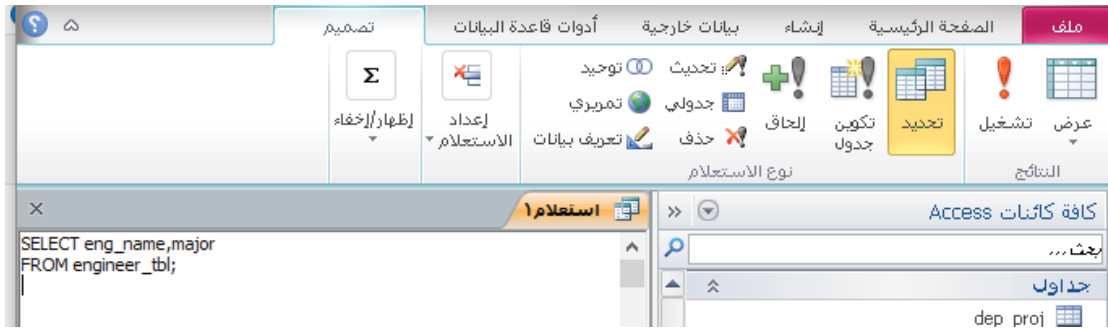 ملف الصفحة الرئيسية إنشاء بيانات خارجية أدوات قاعدة البيانات تصميم
عرض
تشغيل
النتائج
تحديد
تكوين جدول
إلحاق
تحديث
جدولي
حذف
توحيد
تمريري
تعريف بيانات
نوع الاستعلام
إعداد الاستعلام
Σ
إظهار/إخفاء
كافة كائنات Access
بحث...
جداول
dep_proj
استعلام١
SELECT eng_name,major
FROM engineer_tbl;